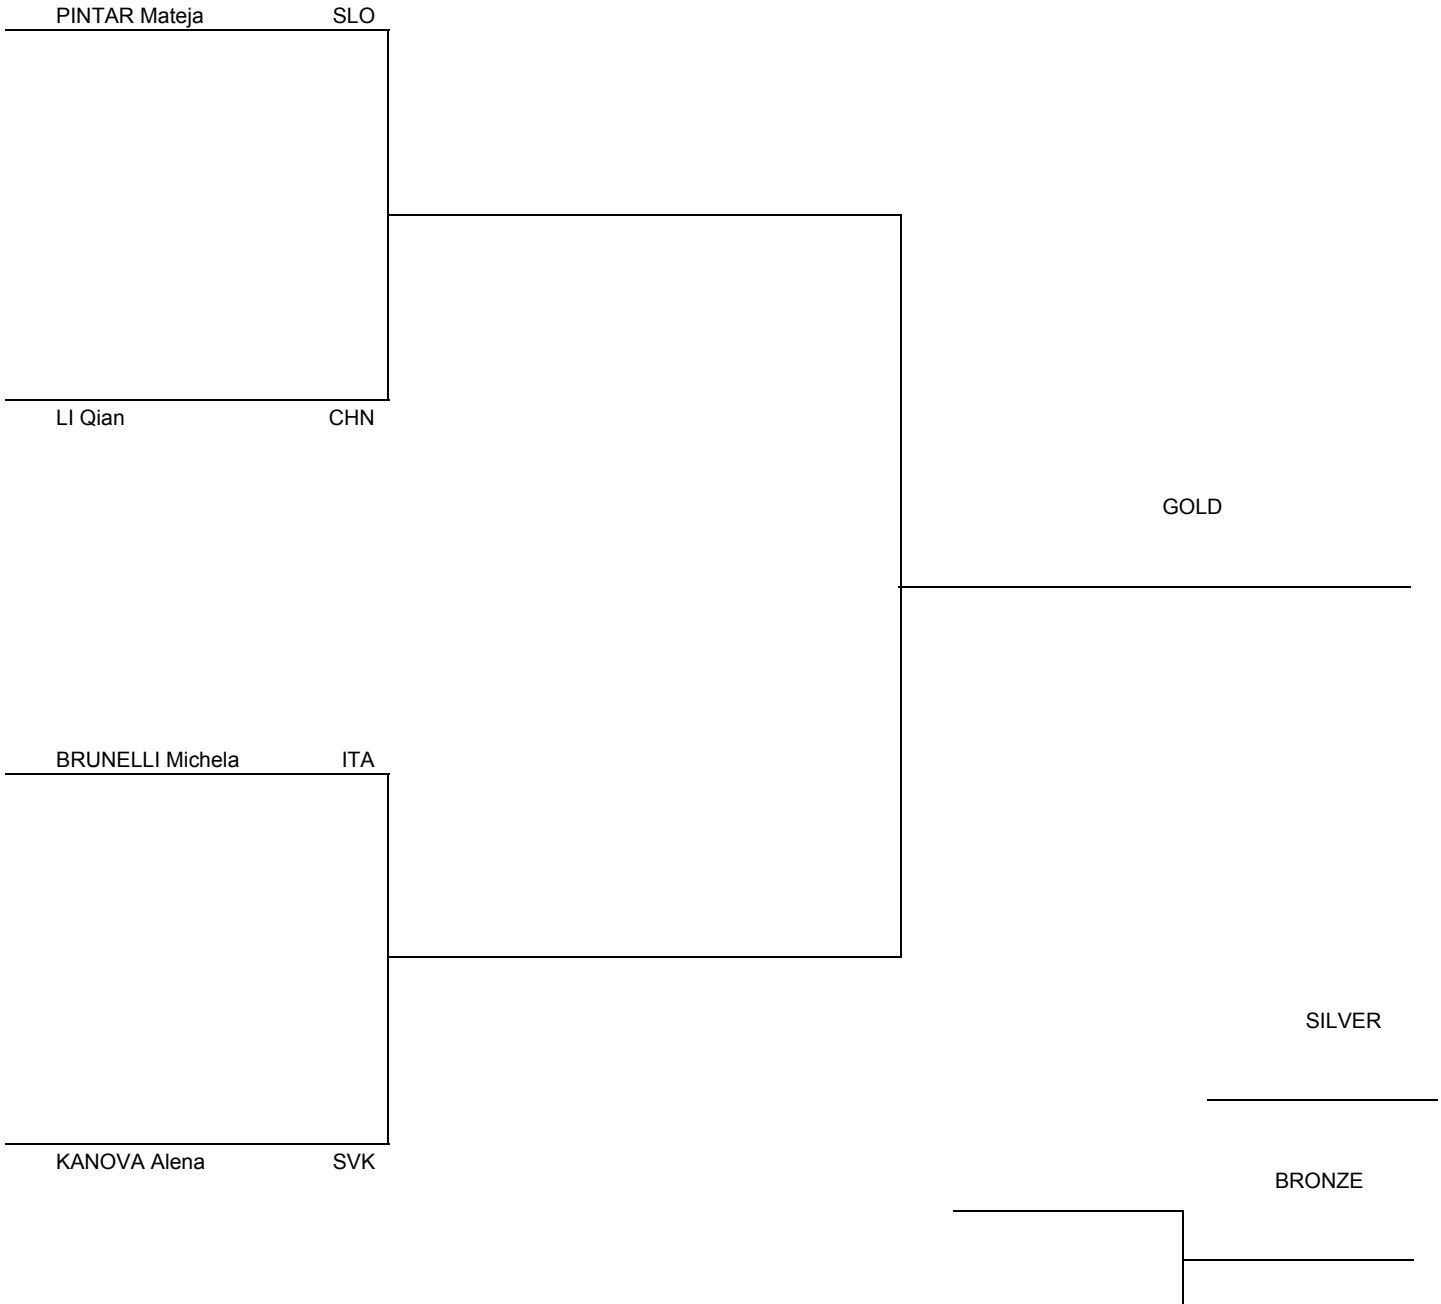 PINTAR Mateja SLO
LI Qian CHN
GOLD
BRUNELLI Michela ITA
SILVER
KANOVA Alena SVK
BRONZE